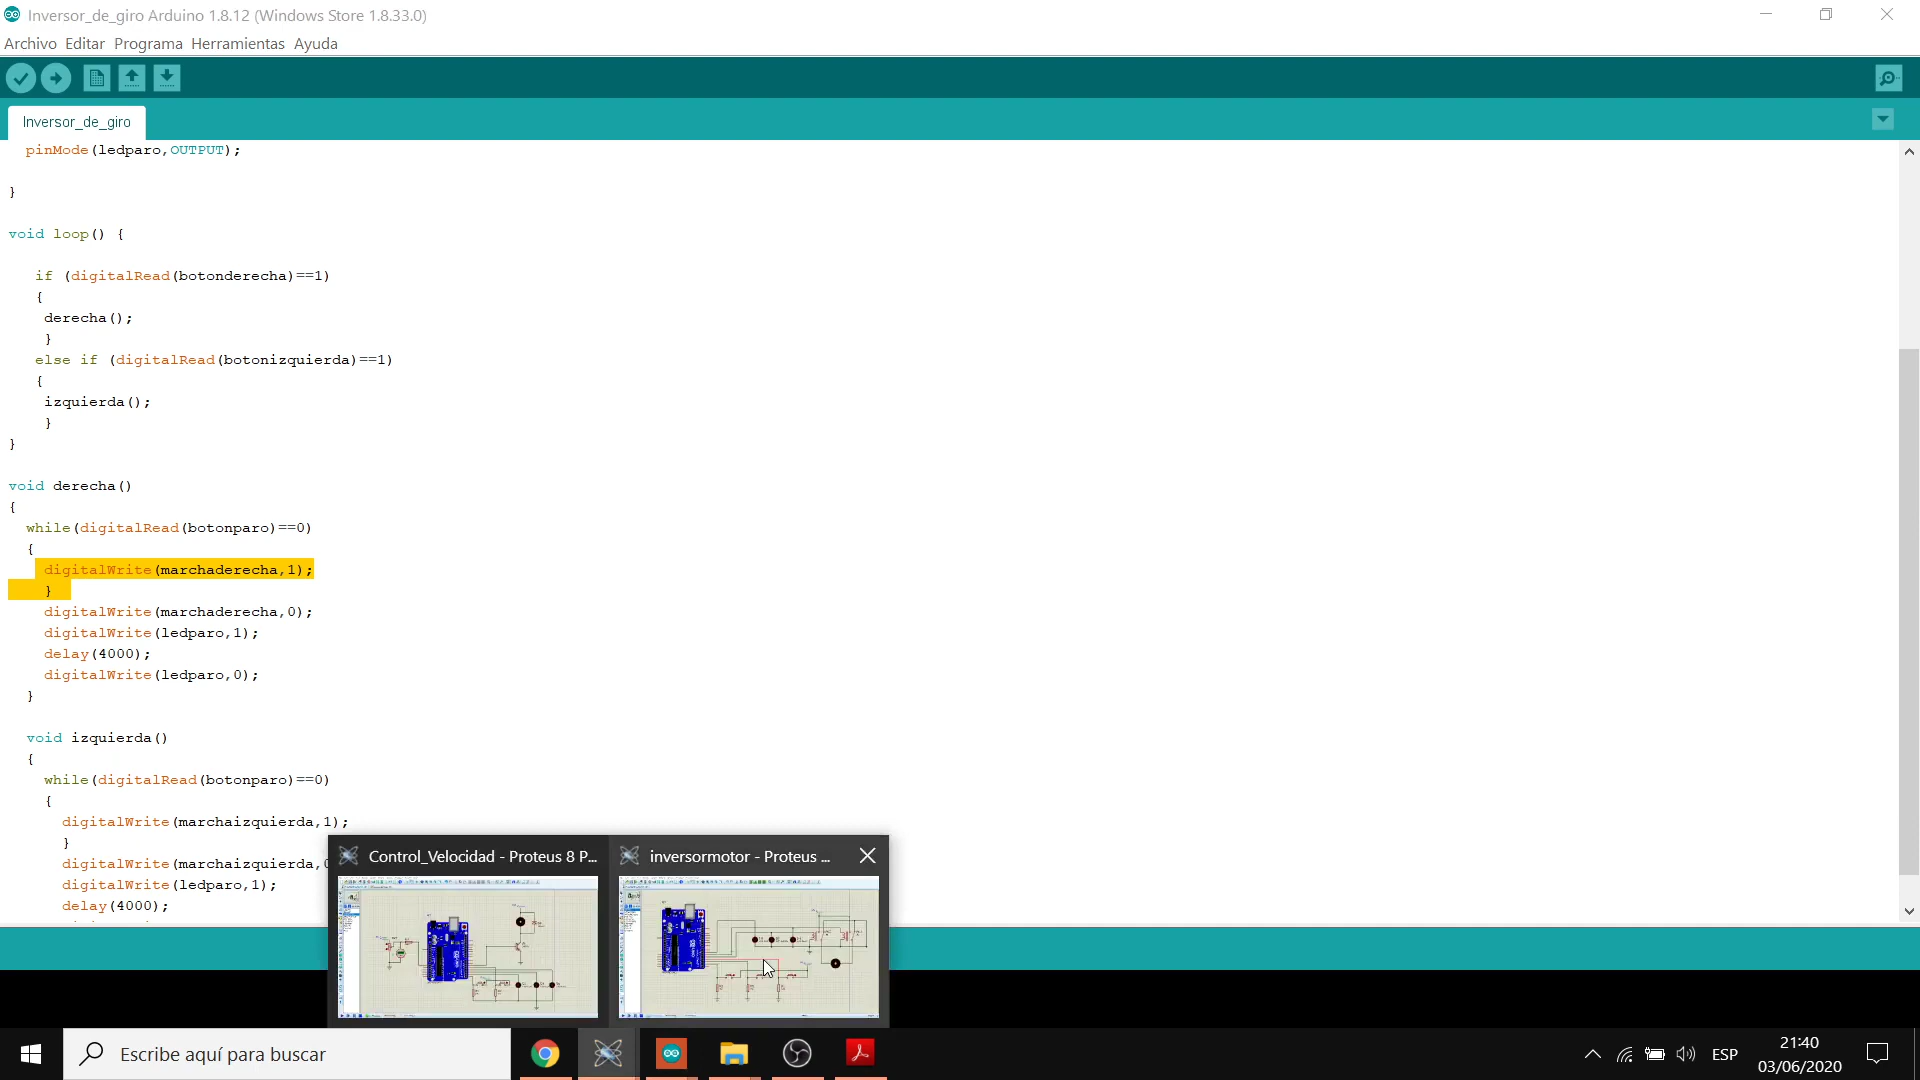 Inversor_de_giro Arduino 1.8.12 (Windows Store 1.8.33.0)
Archivo Editar Programa Herramientas Ayuda
Inversor_de_giro
pinMode(ledparo,OUTPUT);
}
void loop() {
if (digitalRead(botonderecha)==1)
{
derecha();
}
else if (digitalRead(botonizquierda)==1)
{
izquierda();
}
}
void derecha()
{
while(digitalRead(botonparo)==0)
{
digitalWrite(marchaderecha,1);
}
digitalWrite(marchaderecha,0);
digitalWrite(ledparo,1);
delay(4000);
digitalWrite(ledparo,0);
}
void izquierda()
{
while(digitalRead(botonparo)==0)
{
digitalWrite(marchaizquierda,1);
}
digitalWrite(marchaizquierda,0
digitalWrite(ledparo,1);
delay(4000);
Control_Velocidad - Proteus 8 P...
inversormotor - Proteus ...
Escribe aquí para buscar
ESP
21:40
03/06/2020